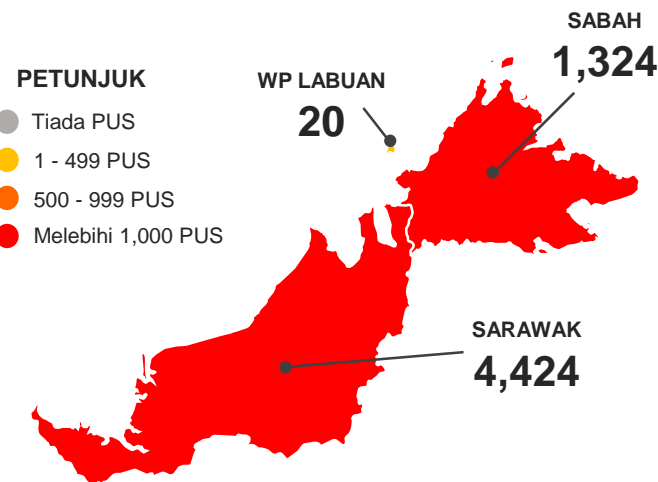 SABAH
1,324
WP LABUAN
20
PETUNJUK
Tiada PUS
1 - 499 PUS
500 - 999 PUS
Melebihi 1,000 PUS
SARAWAK
4,424